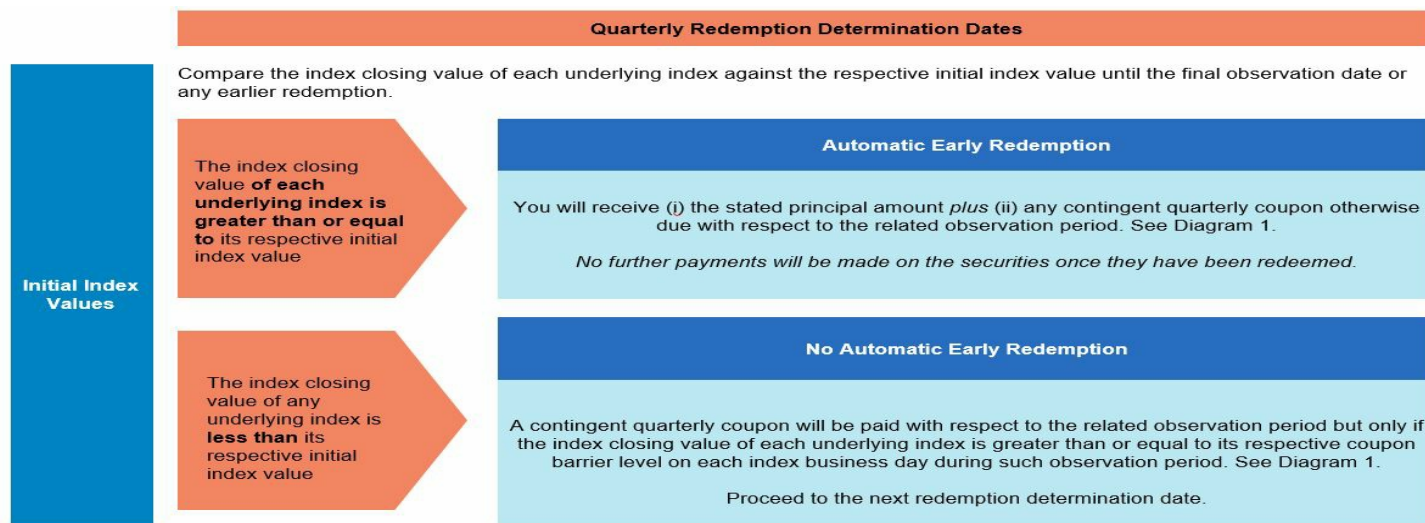 Quarterly Redemption Determination Dates
Compare the index closing value of each underlying index against the respective initial index value until the final observation date or
any earlier redemption.
Initial Index
Values
The index closing
value of each
underlying index is
greater than or equal
to its respective initial
index value
Automatic Early Redemption
You will receive (i) the stated principal amount plus (ii) any contingent quarterly coupon otherwise
due with respect to the related observation period. See Diagram 1.
No further payments will be made on the securities once they have been redeemed.
The index closing
value of any
underlying index is
less than its
respective initial
index value
No Automatic Early Redemption
A contingent quarterly coupon will be paid with respect to the related observation period but only if
the index closing value of each underlying index is greater than or equal to its respective coupon
barrier level on each index business day during such observation period. See Diagram 1.
Proceed to the next redemption determination date.